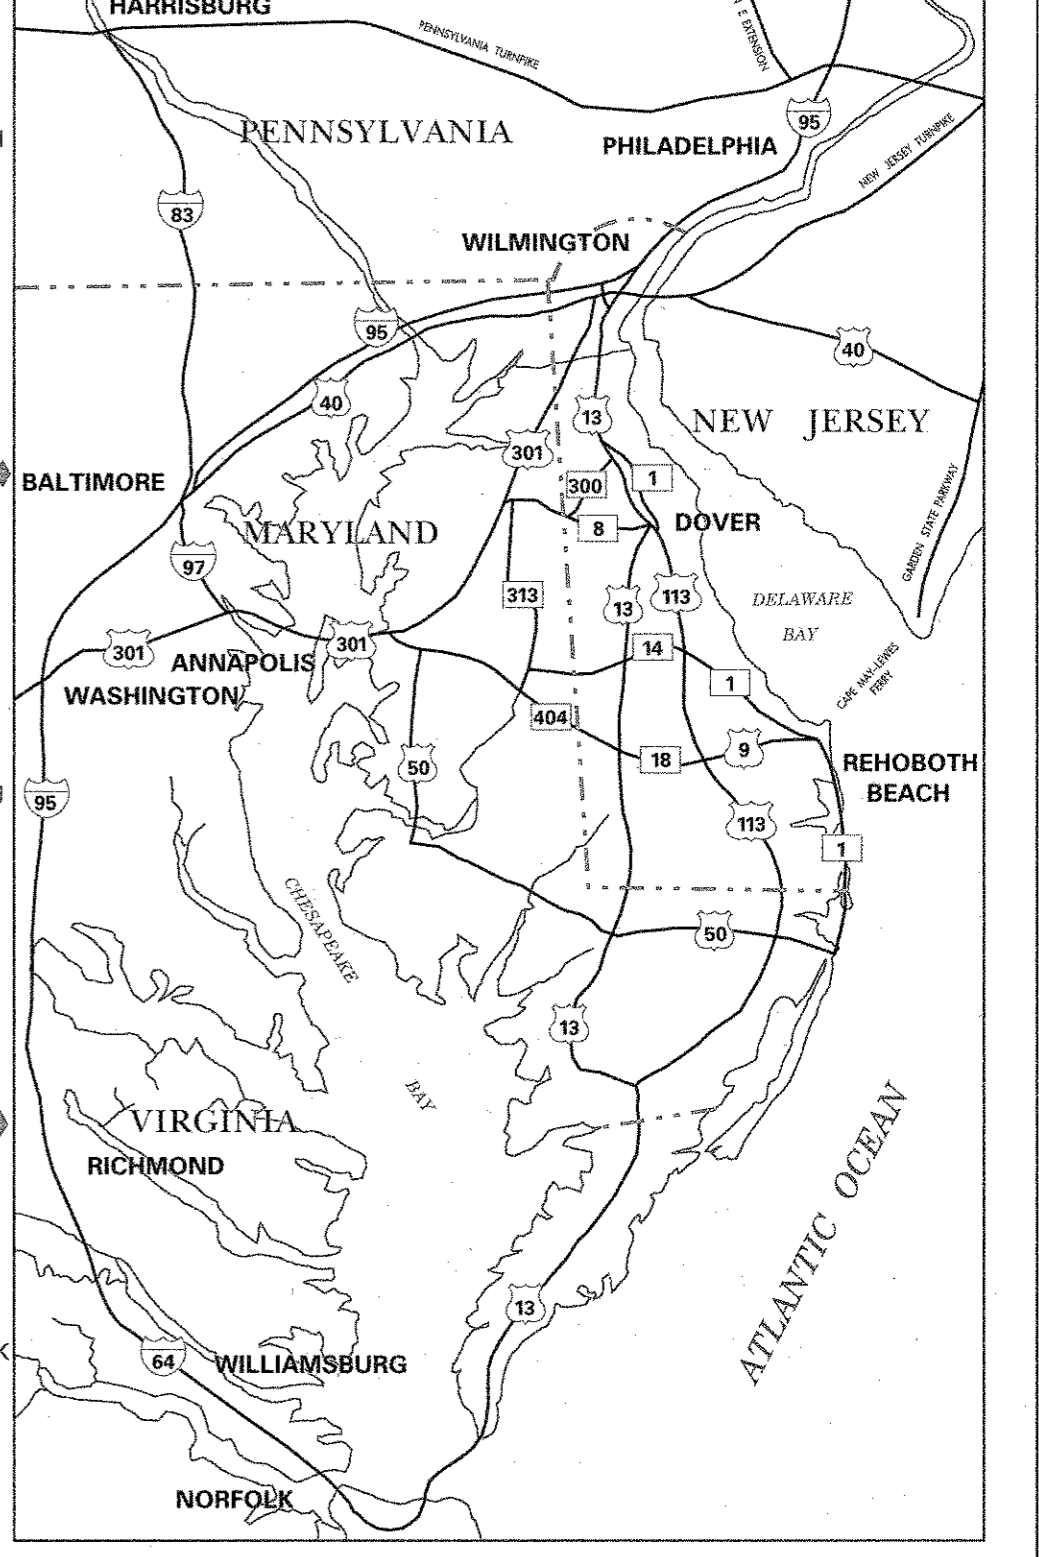 HARRISBURG
PENNSYLVANIA TURNPIKE
E EXTENSION
95
PENNSYLVANIA
PHILADELPHIA
NEW JERSEY TURNPIKE
83
WILMINGTON
95
40
40
13
NEW JERSEY
301
BALTIMORE
300
1
MARYLAND
8
DOVER
GARDEN STATE PARKWAY
97
313
13
113
DELAWARE
BAY
301
301
14
ANNAPOLIS
WASHINGTON
1
CAPE MAY-LEWES
FERRY
404
50
18
9
REHOBOTH
BEACH
95
113
1
CHESAPEAKE
BAY
50
13
VIRGINIA
RICHMOND
ATLANTIC OCEAN
13
64
WILLIAMSBURG
NORFOLK